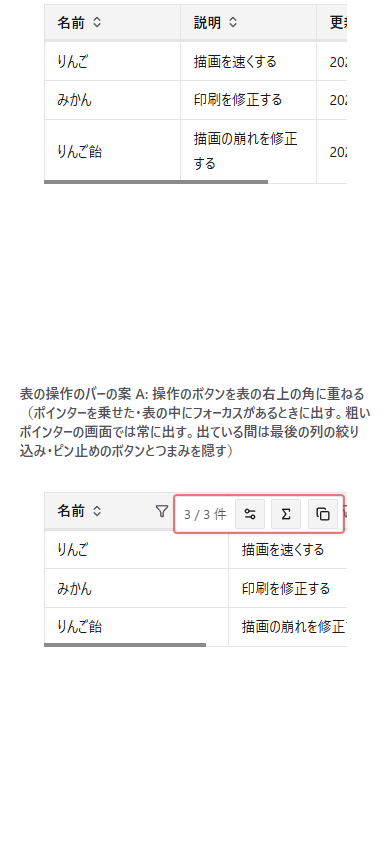 名前 説明 更
りんご 描画を速くする 202
みかん 印刷を修正する 202
描画の崩れを修正
りんご飴 202
する
表の操作のバーの案 A: 操作のボタンを表の右上の角に重ねる
（ポインターを乗せた・表の中にフォーカスがあるときに出す。粗い
ポインターの画面では常に出す。出ている間は最後の列の絞り
込み・ピン止めのボタンとつまみを隠す）
名前 3 / 3 件
りんご 描画を速くする
みかん 印刷を修正する
りんご飴 描画の崩れを修正